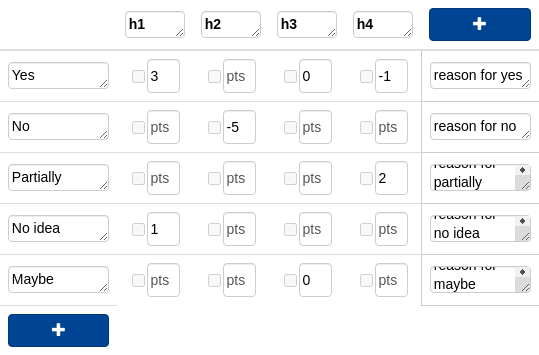 h1 h2 h3 h4
Yes 3 pts 0 -1 reason for yes
No pts -5 pts pts reason for no
Partially pts pts pts 2 reason for
partially
No idea 1 pts pts pts reason for
no idea
Maybe pts pts 0 pts reason for
maybe